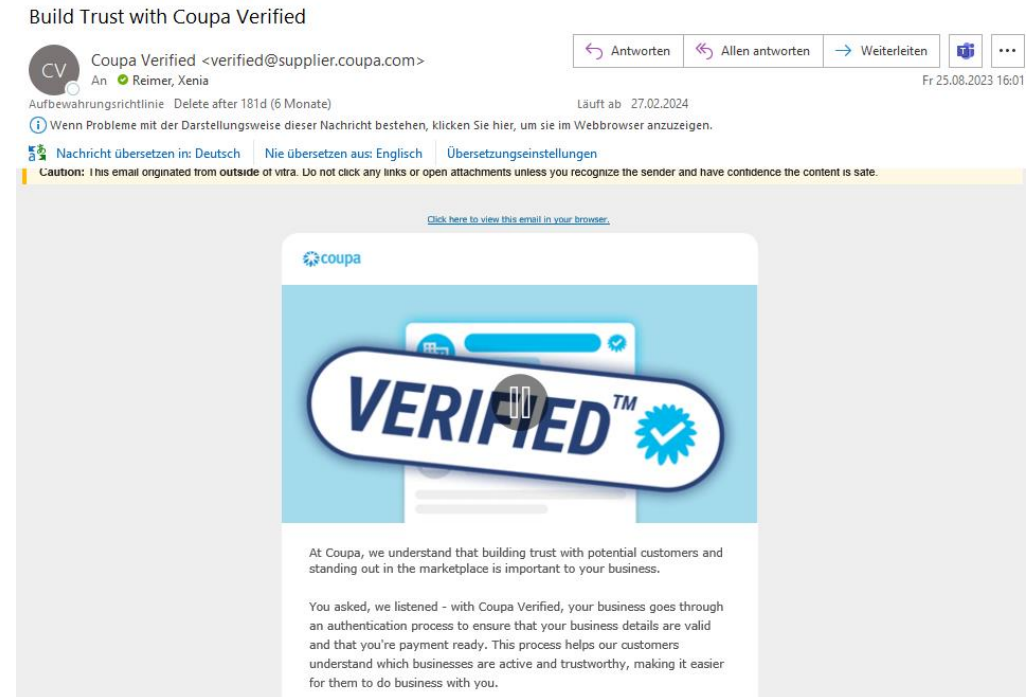 Build Trust with Coupa Verified
CV
Coupa Verified <verified@supplier.coupa.com>
An Reimer, Xenia
Antworten
Allen antworten
Weiterleiten
Fr 25.08.2023 16:01
Aufbewahrungsrichtlinie Delete after 181d (6 Monate)
Läuft ab 27.02.2024
Wenn Probleme mit der Darstellungsweise dieser Nachricht bestehen, klicken Sie hier, um sie im Webbrowser anzuzeigen.
Nachricht übersetzen in: Deutsch
Nie übersetzen aus: Englisch
Übersetzungseinstellungen
Caution: This email originated from outside of vitra. Do not click any links or open attachments unless you recognize the sender and have confidence the content is safe.
Click here to view this email in your browser.
coupa
VERIFIED™
At Coupa, we understand that building trust with potential customers and
standing out in the marketplace is important to your business.
You asked, we listened - with Coupa Verified, your business goes through
an authentication process to ensure that your business details are valid
and that you're payment ready. This process helps our customers
understand which businesses are active and trustworthy, making it easier
for them to do business with you.